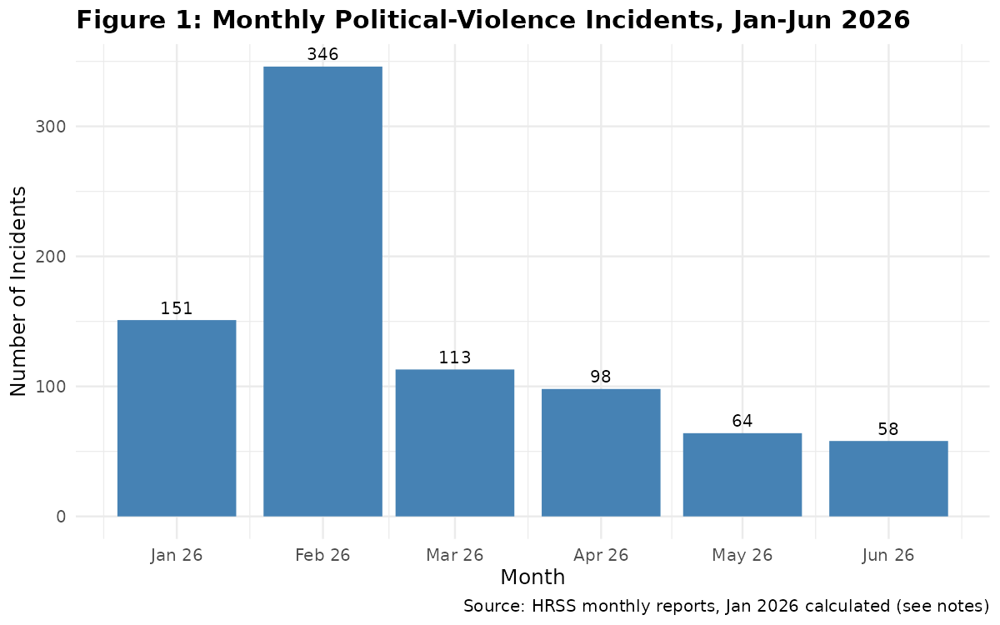 Figure 1: Monthly Political-Violence Incidents, Jan-Jun 2026
346
300
151
113
98
64
58
200
100
0
Number of Incidents
Jan 26 Feb 26 Mar 26 Apr 26 May 26 Jun 26
Month
Source: HRSS monthly reports, Jan 2026 calculated (see notes)